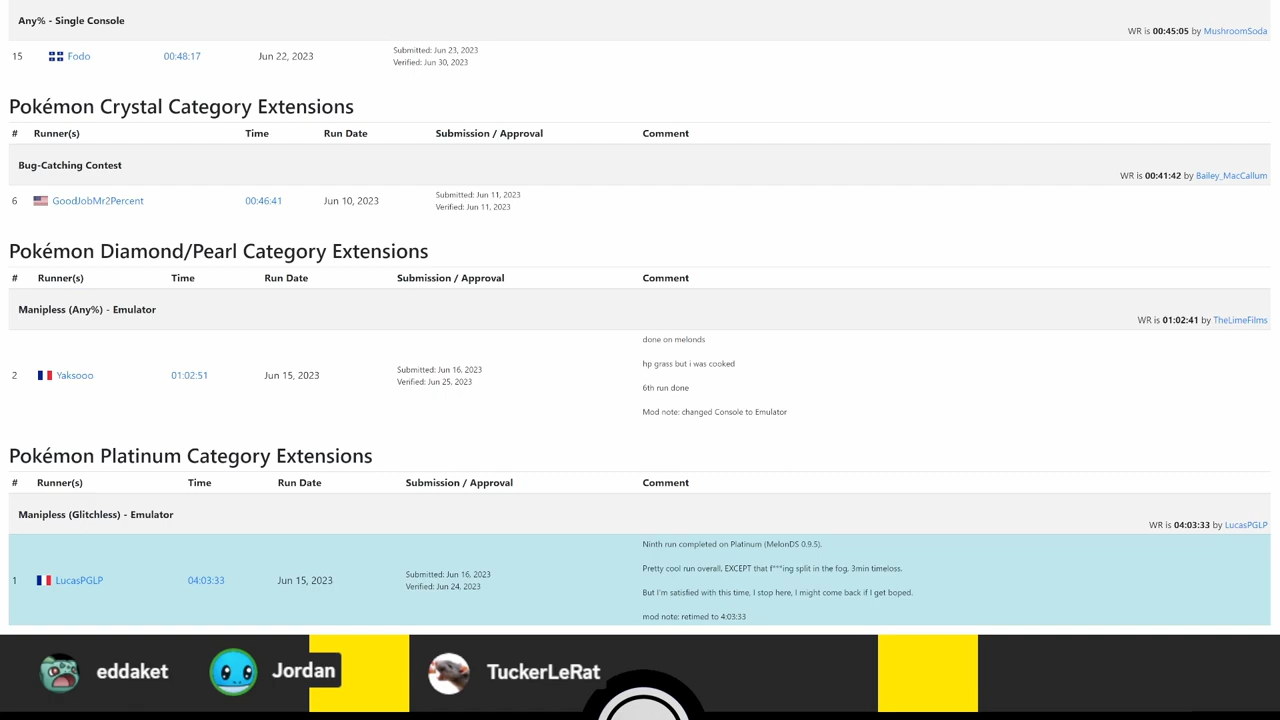 Any% - Single Console
WR is 00:45:05 by MushroomSoda
15 Fodo 00:48:17 Jun 22, 2023 Submitted: Jun 23, 2023
Verified: Jun 30, 2023
Pokémon Crystal Category Extensions
# Runner(s) Time Run Date Submission / Approval Comment
Bug-Catching Contest
WR is 00:41:42 by Bailey_MacCallum
6 GoodJobMr2Percent 00:46:41 Jun 10, 2023 Submitted: Jun 11, 2023
Verified: Jun 11, 2023
Pokémon Diamond/Pearl Category Extensions
# Runner(s) Time Run Date Submission / Approval Comment
Manipless (Any%) - Emulator
WR is 01:02:41 by TheLimeFilms
done on melonds
hp grass but i was cooked
2 Yaksooo 01:02:51 Jun 15, 2023 Submitted: Jun 16, 2023
Verified: Jun 25, 2023
6th run done
Mod note: changed Console to Emulator
Pokémon Platinum Category Extensions
# Runner(s) Time Run Date Submission / Approval Comment
Manipless (Glitchless) - Emulator
WR is 04:03:33 by LucasPGLP
Ninth run completed on Platinum (MelonDS 0.9.5).
Pretty cool run overall, EXCEPT that f***ing split in the fog, 3min timeloss.
1 LucasPGLP 04:03:33 Jun 15, 2023 Submitted: Jun 16, 2023
Verified: Jun 24, 2023
But I'm satisfied with this time, I stop here, I might come back if I get boped.
mod note: retimed to 4:03:33
eddaket Jordan TuckerLeRat